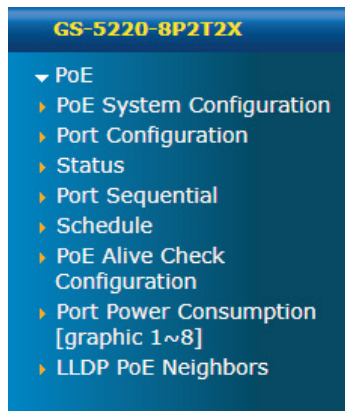 GS-5220-8P2T2X
PoE
PoE System Configuration
Port Configuration
Status
Port Sequential
Schedule
PoE Alive Check
Configuration
Port Power Consumption
[graphic 1~8]
LLDP PoE Neighbors